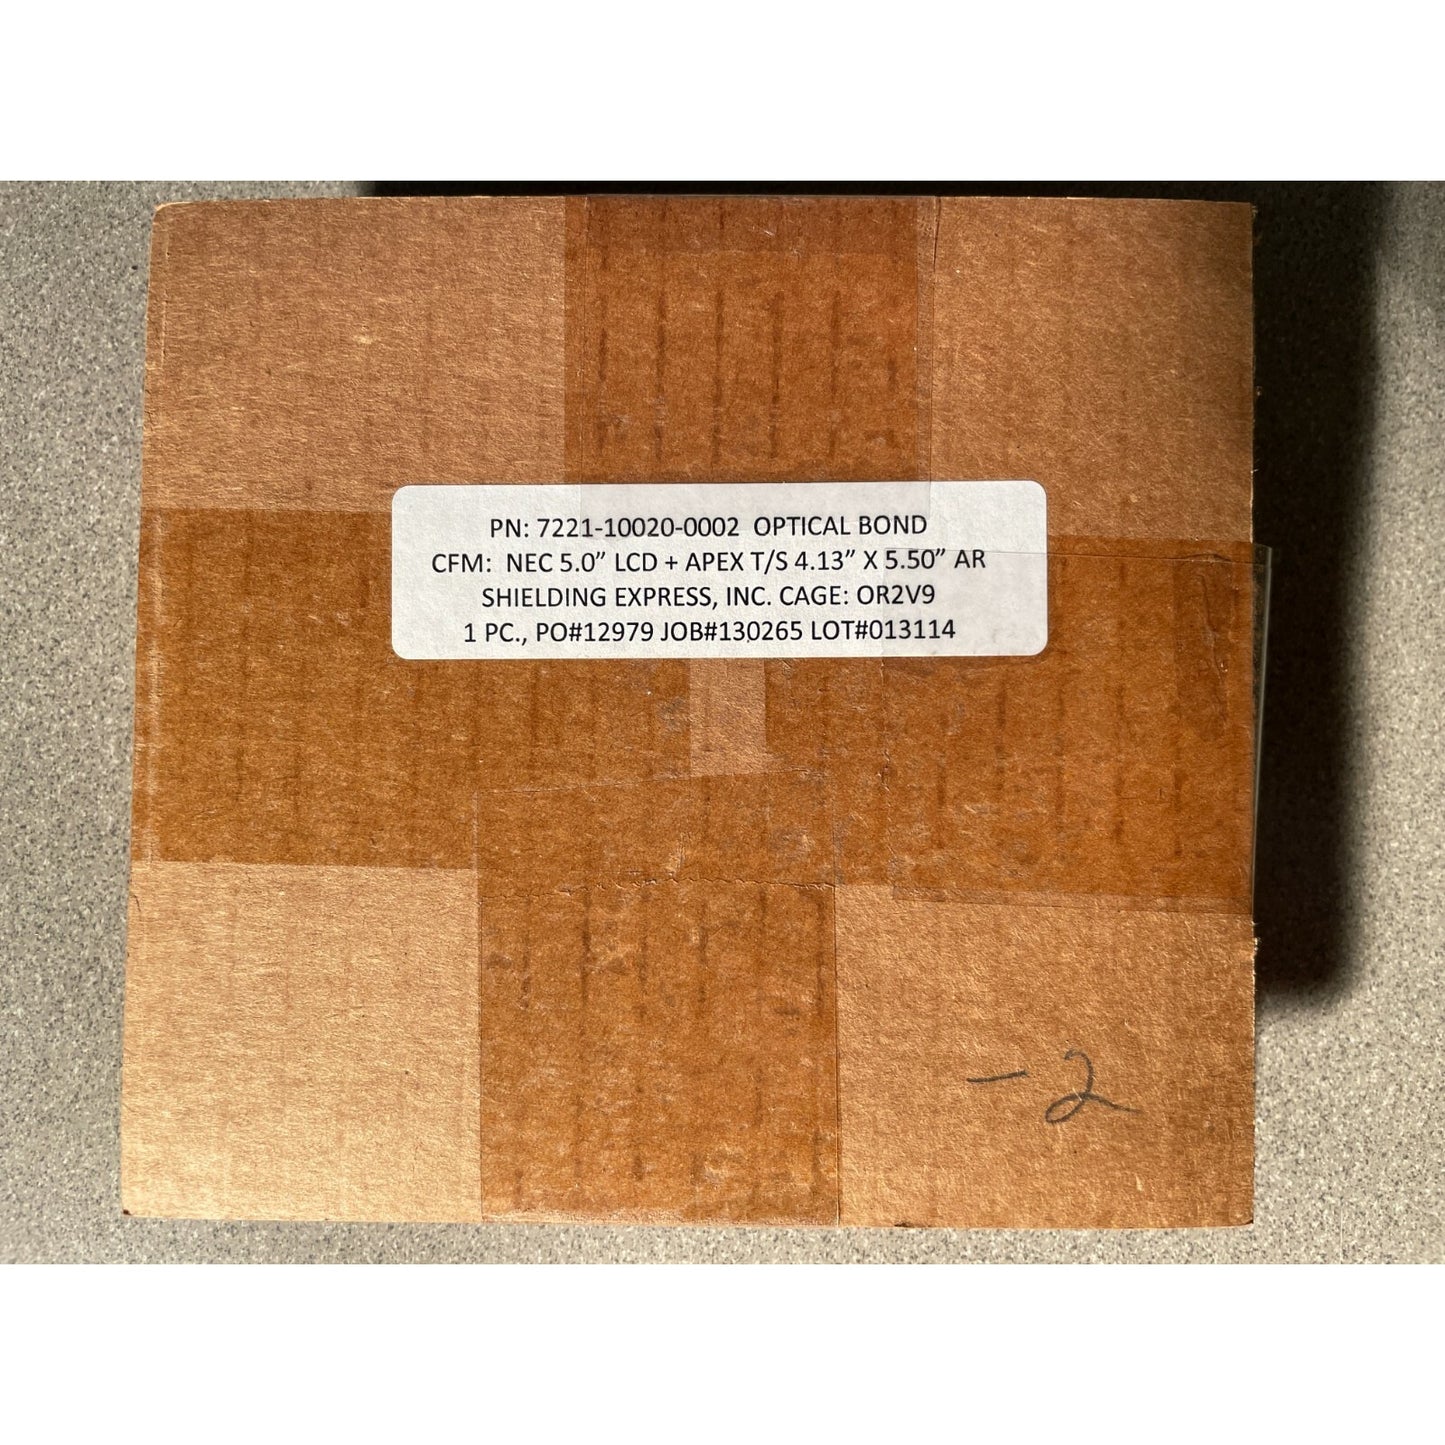 PN: 7221-10020-0002 OPTICAL BOND
CFM: NEC 5.0” LCD + APEX T/S 4.13” X 5.50” AR
SHIELDING EXPRESS, INC. CAGE: OR2V9
1 PC., PO#12979 JOB#130265 LOT#013114
-2